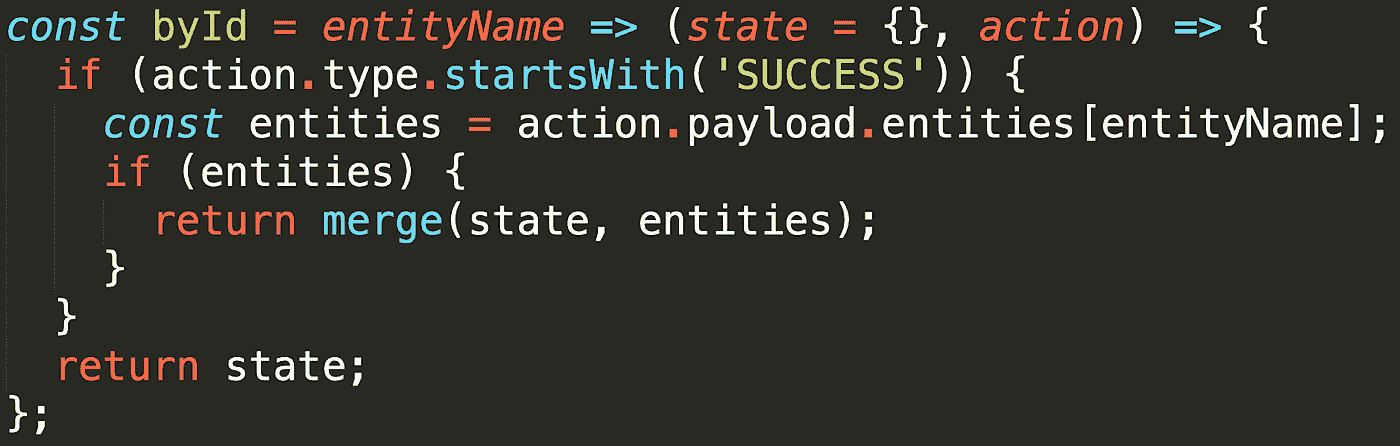 const byId = entityName => (state = {}, action) => {
  if (action.type.startsWith('SUCCESS')) {
    const entities = action.payload.entities[entityName];
    if (entities) {
      return merge(state, entities);
    }
  }
  return state;
};